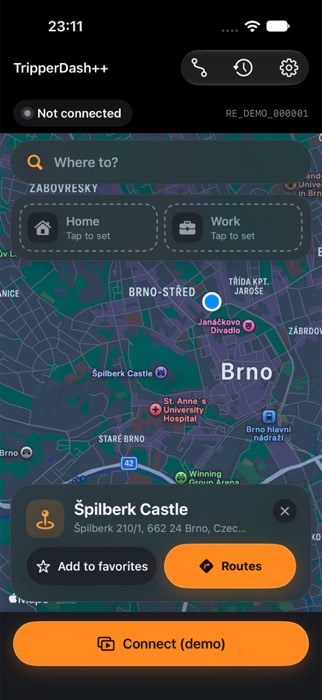 23:11
TripperDash++
Not connected
RE_DEMO_000001
Where to?
ŽABOVŘESKY
in Brn
Home
Tap to set
Work
Tap to set
BRNO-STŘED
TŘÍDA KPT.
JAROŠE
Janáčkovo
Divadlo
Brno
Špilberk Castle
St. Anne´s
University
Hospital
STARÉ BRNO
Brno hlavní
nádraží
42
Winning
Group Arena
Špilberk Castle
Špilberk 210/1, 662 24 Brno, Czec...
Add to favorites
Routes
Connect (demo)